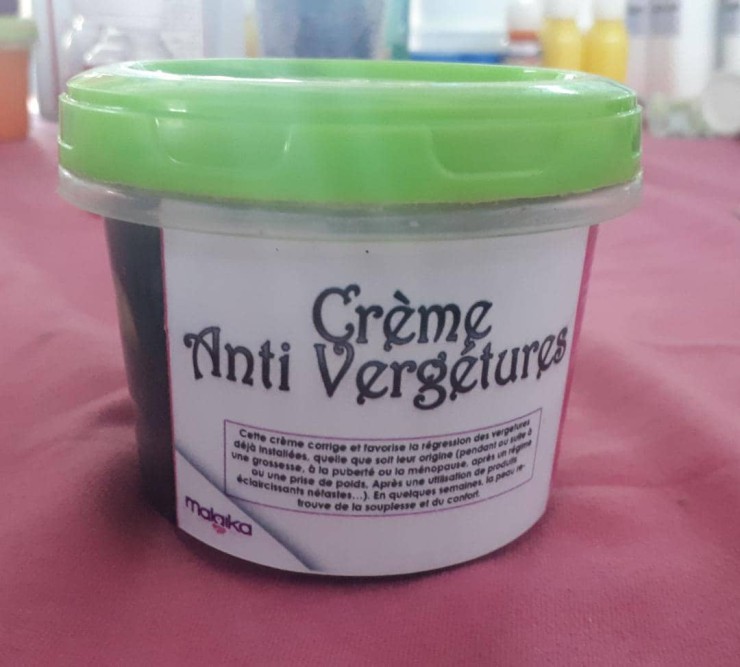 Crème
Anti Vergétures
Cette crème corrige et favorise la régression des vergetures
déjà installées, quelle que soit leur origine (pendant ou suite à
une grossesse, à la puberté ou la ménopause, après un régime
ou une prise de poids. Après une utilisation de produits
éclaircissants néfastes...). En quelques semaines, la peau re-
trouve de la souplesse et du confort.
malaika